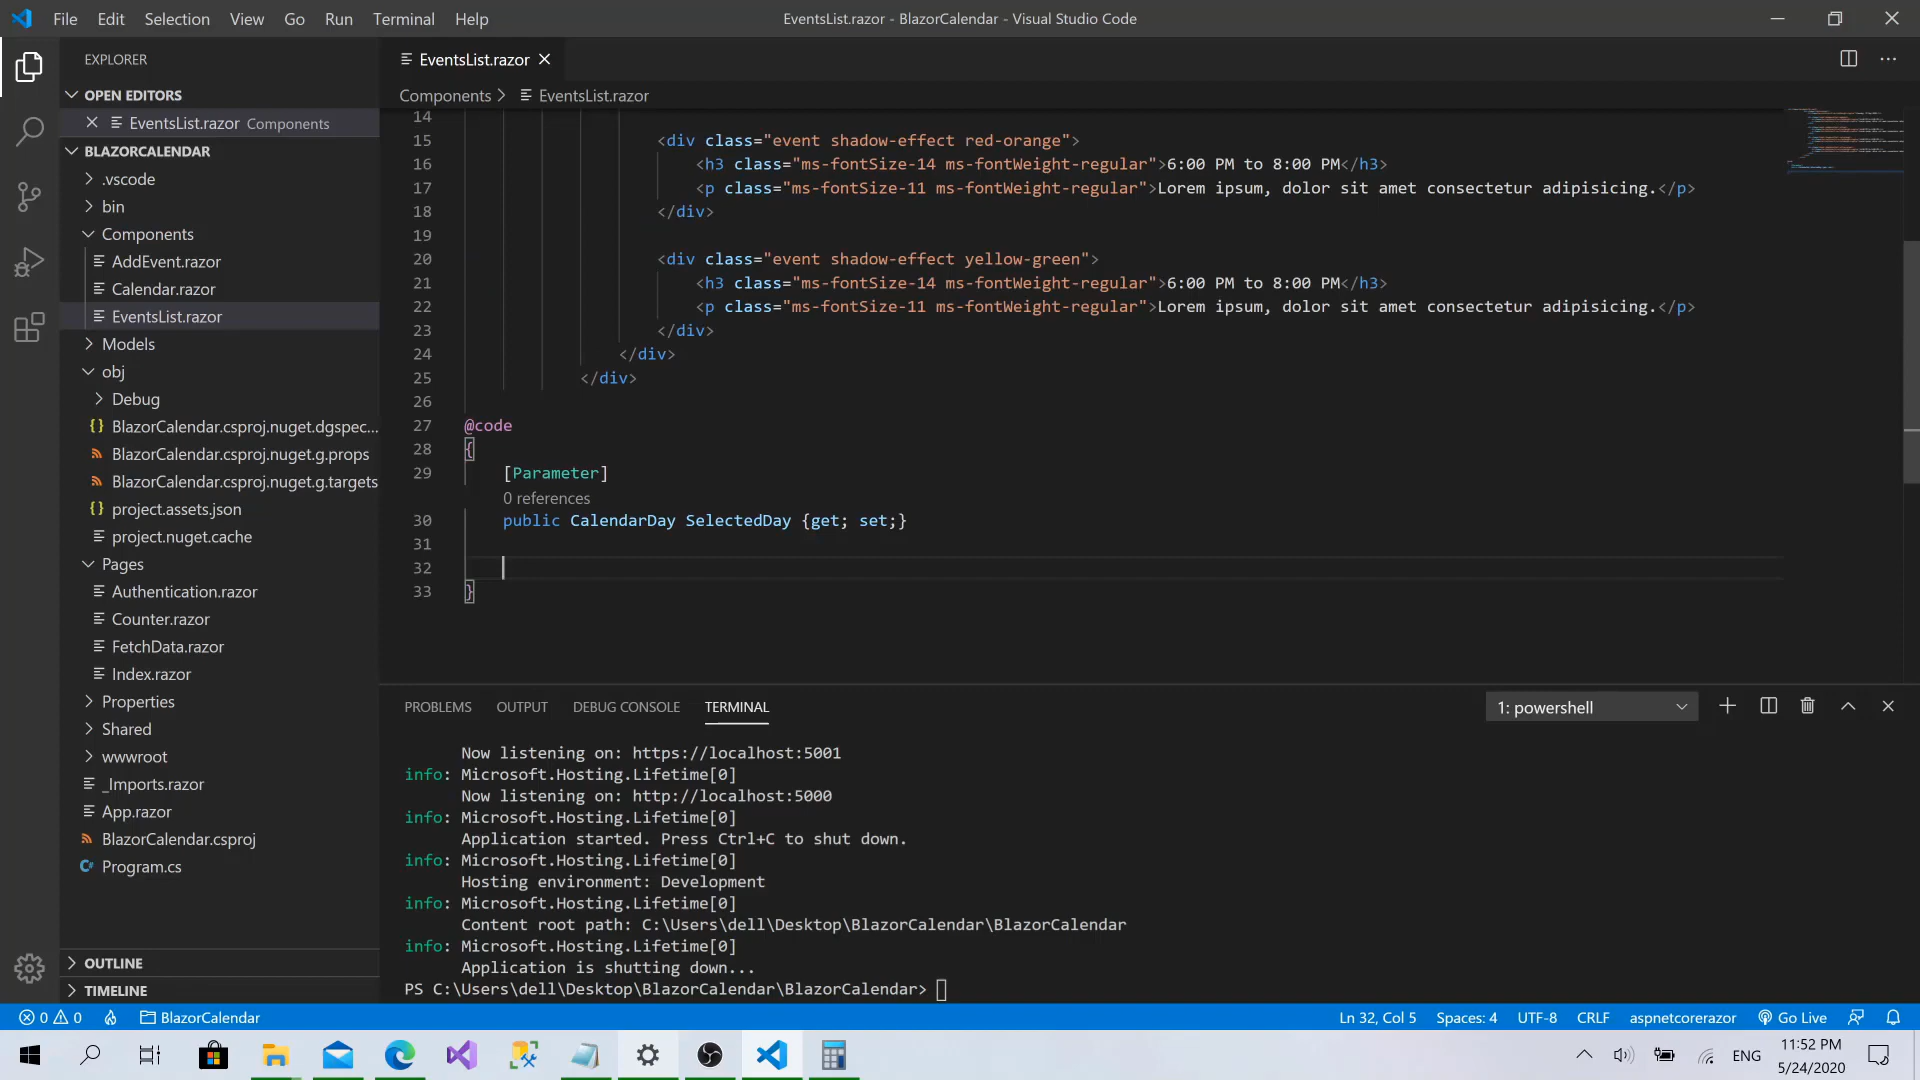 File Edit Selection View Go Run Terminal Help
EventsList.razor - BlazorCalendar - Visual Studio Code
EXPLORER
OPEN EDITORS
EventsList.razor Components
BLAZORCALENDAR
.vscode
bin
Components
AddEvent.razor
Calendar.razor
EventsList.razor
Models
obj
Debug
BlazorCalendar.csproj.nuget.dgspec...
BlazorCalendar.csproj.nuget.g.props
BlazorCalendar.csproj.nuget.g.targets
project.assets.json
project.nuget.cache
Pages
Authentication.razor
Counter.razor
FetchData.razor
Index.razor
Properties
Shared
wwwroot
_Imports.razor
App.razor
BlazorCalendar.csproj
Program.cs
OUTLINE
TIMELINE
EventsList.razor
Components > EventsList.razor
14
15 <div class="event shadow-effect red-orange">
16 <h3 class="ms-fontSize-14 ms-fontWeight-regular">6:00 PM to 8:00 PM</h3>
17 <p class="ms-fontSize-11 ms-fontWeight-regular">Lorem ipsum, dolor sit amet consectetur adipisicing.</p>
18 </div>
19
20 <div class="event shadow-effect yellow-green">
21 <h3 class="ms-fontSize-14 ms-fontWeight-regular">6:00 PM to 8:00 PM</h3>
22 <p class="ms-fontSize-11 ms-fontWeight-regular">Lorem ipsum, dolor sit amet consectetur adipisicing.</p>
23 </div>
24 </div>
25 </div>
26
27 @code
28 {
29 [Parameter]
0 references
30 public CalendarDay SelectedDay {get; set;}
31
32
33 }
PROBLEMS OUTPUT DEBUG CONSOLE TERMINAL
1: powershell
Now listening on: https://localhost:5001
info: Microsoft.Hosting.Lifetime[0]
Now listening on: http://localhost:5000
info: Microsoft.Hosting.Lifetime[0]
Application started. Press Ctrl+C to shut down.
info: Microsoft.Hosting.Lifetime[0]
Hosting environment: Development
info: Microsoft.Hosting.Lifetime[0]
Content root path: C:\Users\dell\Desktop\BlazorCalendar\BlazorCalendar
info: Microsoft.Hosting.Lifetime[0]
Application is shutting down...
PS C:\Users\dell\Desktop\BlazorCalendar\BlazorCalendar>
0 0 BlazorCalendar
Ln 32, Col 5 Spaces: 4 UTF-8 CRLF aspnetcorerazor Go Live
ENG
11:52 PM
5/24/2020